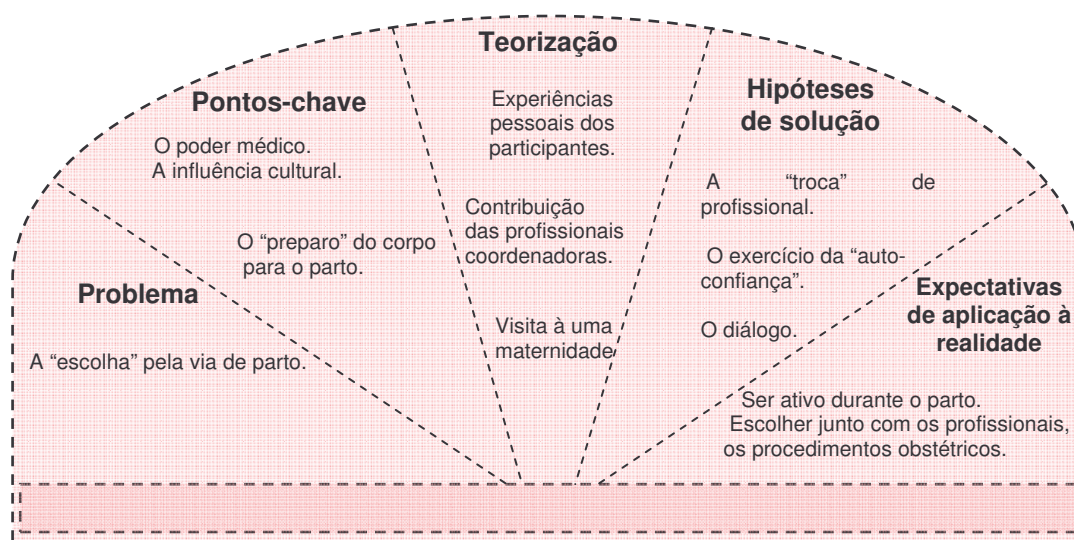 Problema
A “escolha” pela via de parto.
Pontos-chave
O poder médico.
A influência cultural.
O “preparo” do corpo
para o parto.
Teorização
Experiências
pessoais dos
participantes.
Contribuição
das profissionais
coordenadoras.
Visita à uma
maternidade
Hipóteses
de solução
A “troca” de
profissional.
O exercício da “auto-
confiança”.
O diálogo.
Expectativas
de aplicação à
realidade
Ser ativo durante o parto.
Escolher junto com os profissionais,
os procedimentos obstétricos.